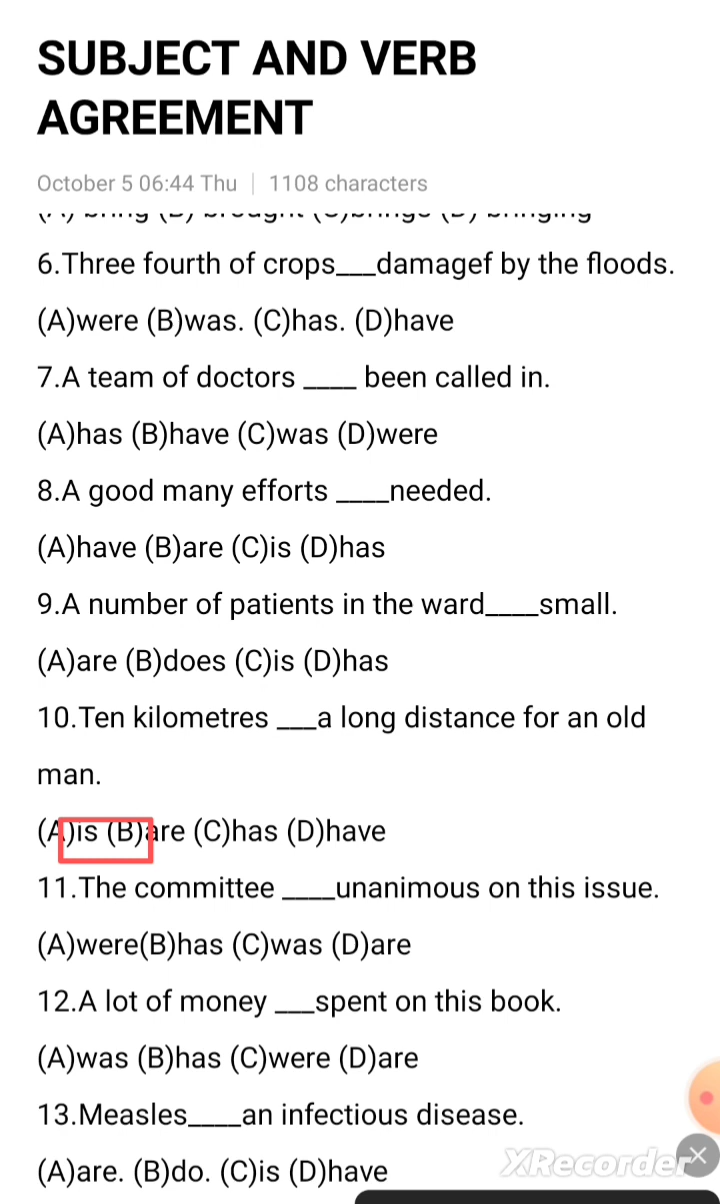 SUBJECT AND VERB
AGREEMENT
October 5 06:44 Thu | 1108 characters
(A) bring (B) brought (C)brings (D) bringing
6.Three fourth of crops___damagef by the floods.
(A)were (B)was. (C)has. (D)have
7.A team of doctors ____ been called in.
(A)has (B)have (C)was (D)were
8.A good many efforts ____needed.
(A)have (B)are (C)is (D)has
9.A number of patients in the ward____small.
(A)are (B)does (C)is (D)has
10.Ten kilometres ___a long distance for an old
man.
(A)is (B)are (C)has (D)have
11.The committee ____unanimous on this issue.
(A)were(B)has (C)was (D)are
12.A lot of money ___spent on this book.
(A)was (B)has (C)were (D)are
13.Measles____an infectious disease.
(A)are. (B)do. (C)is (D)have
XRecorder